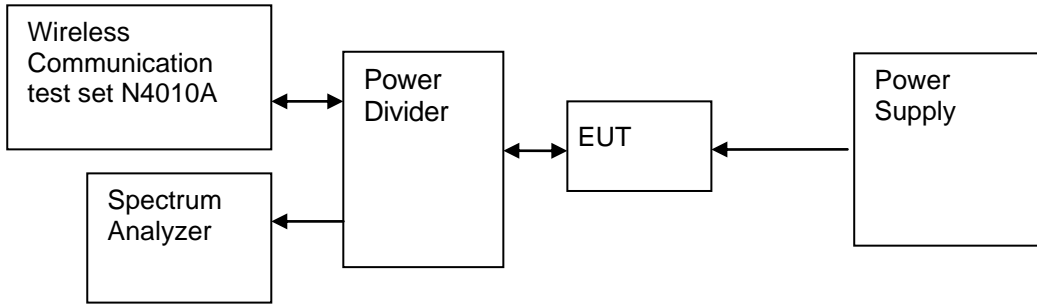 Wireless
Communication
test set N4010A
Power
Divider
EUT
Power
Supply
Spectrum
Analyzer